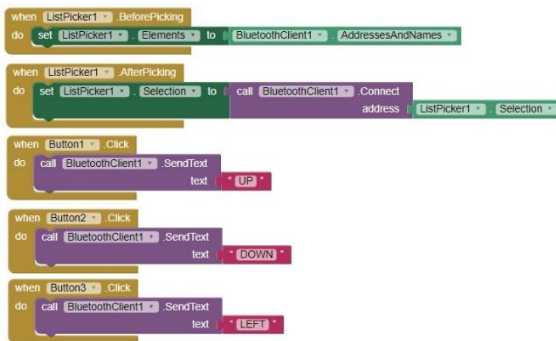 when ListPicker1 .BeforePicking
do set ListPicker1 . Elements to BluetoothClient1 . AddressesAndNames
when ListPicker1 .AfterPicking
do set ListPicker1 . Selection to call BluetoothClient1 .Connect
address ListPicker1 . Selection
when Button1 .Click
do call BluetoothClient1 .SendText
text " UP "
when Button2 .Click
do call BluetoothClient1 .SendText
text " DOWN "
when Button3 .Click
do call BluetoothClient1 .SendText
text " LEFT "